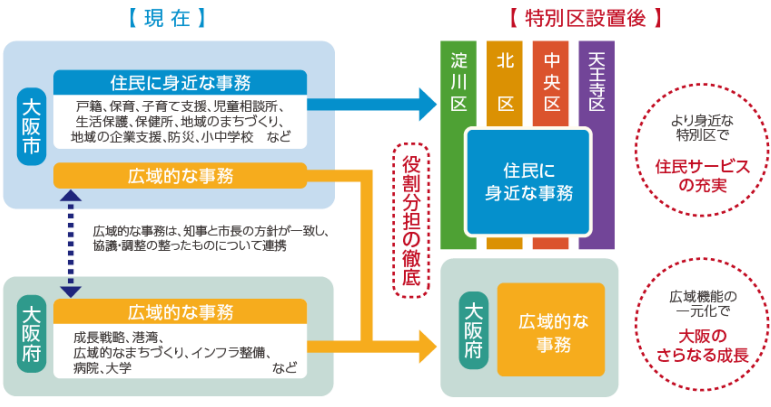 【 現 在 】
大阪市
住民に身近な事務
戸籍、保育、子育て支援、児童相談所、
生活保護、保健所、地域のまちづくり、
地域の企業支援、防災、小中学校 など
広域的な事務
広域的な事務は、知事と市長の方針が一致し、
協議・調整の整ったものについて連携
大阪府
広域的な事務
成長戦略、港湾、
広域的なまちづくり、インフラ整備、
病院、大学 など
役割分担の徹底
【 特別区設置後 】
淀川区
北区
中央区
天王寺区
住民に
身近な事務
大阪府
広域的な
事務
より身近な
特別区で
住民サービス
の充実
広域機能の
一元化で
大阪の
さらなる成長